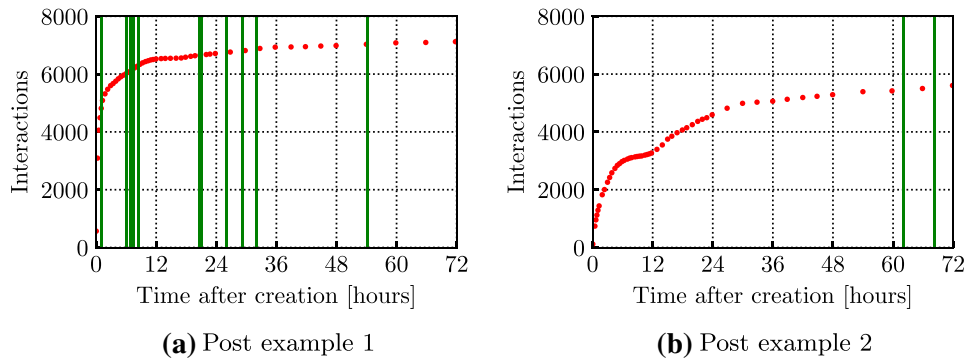 8000
6000
4000
2000
0
Interactions
0 12 24 36 48 60 72
Time after creation [hours]
(a) Post example 1
8000
6000
4000
2000
0
Interactions
0 12 24 36 48 60 72
Time after creation [hours]
(b) Post example 2